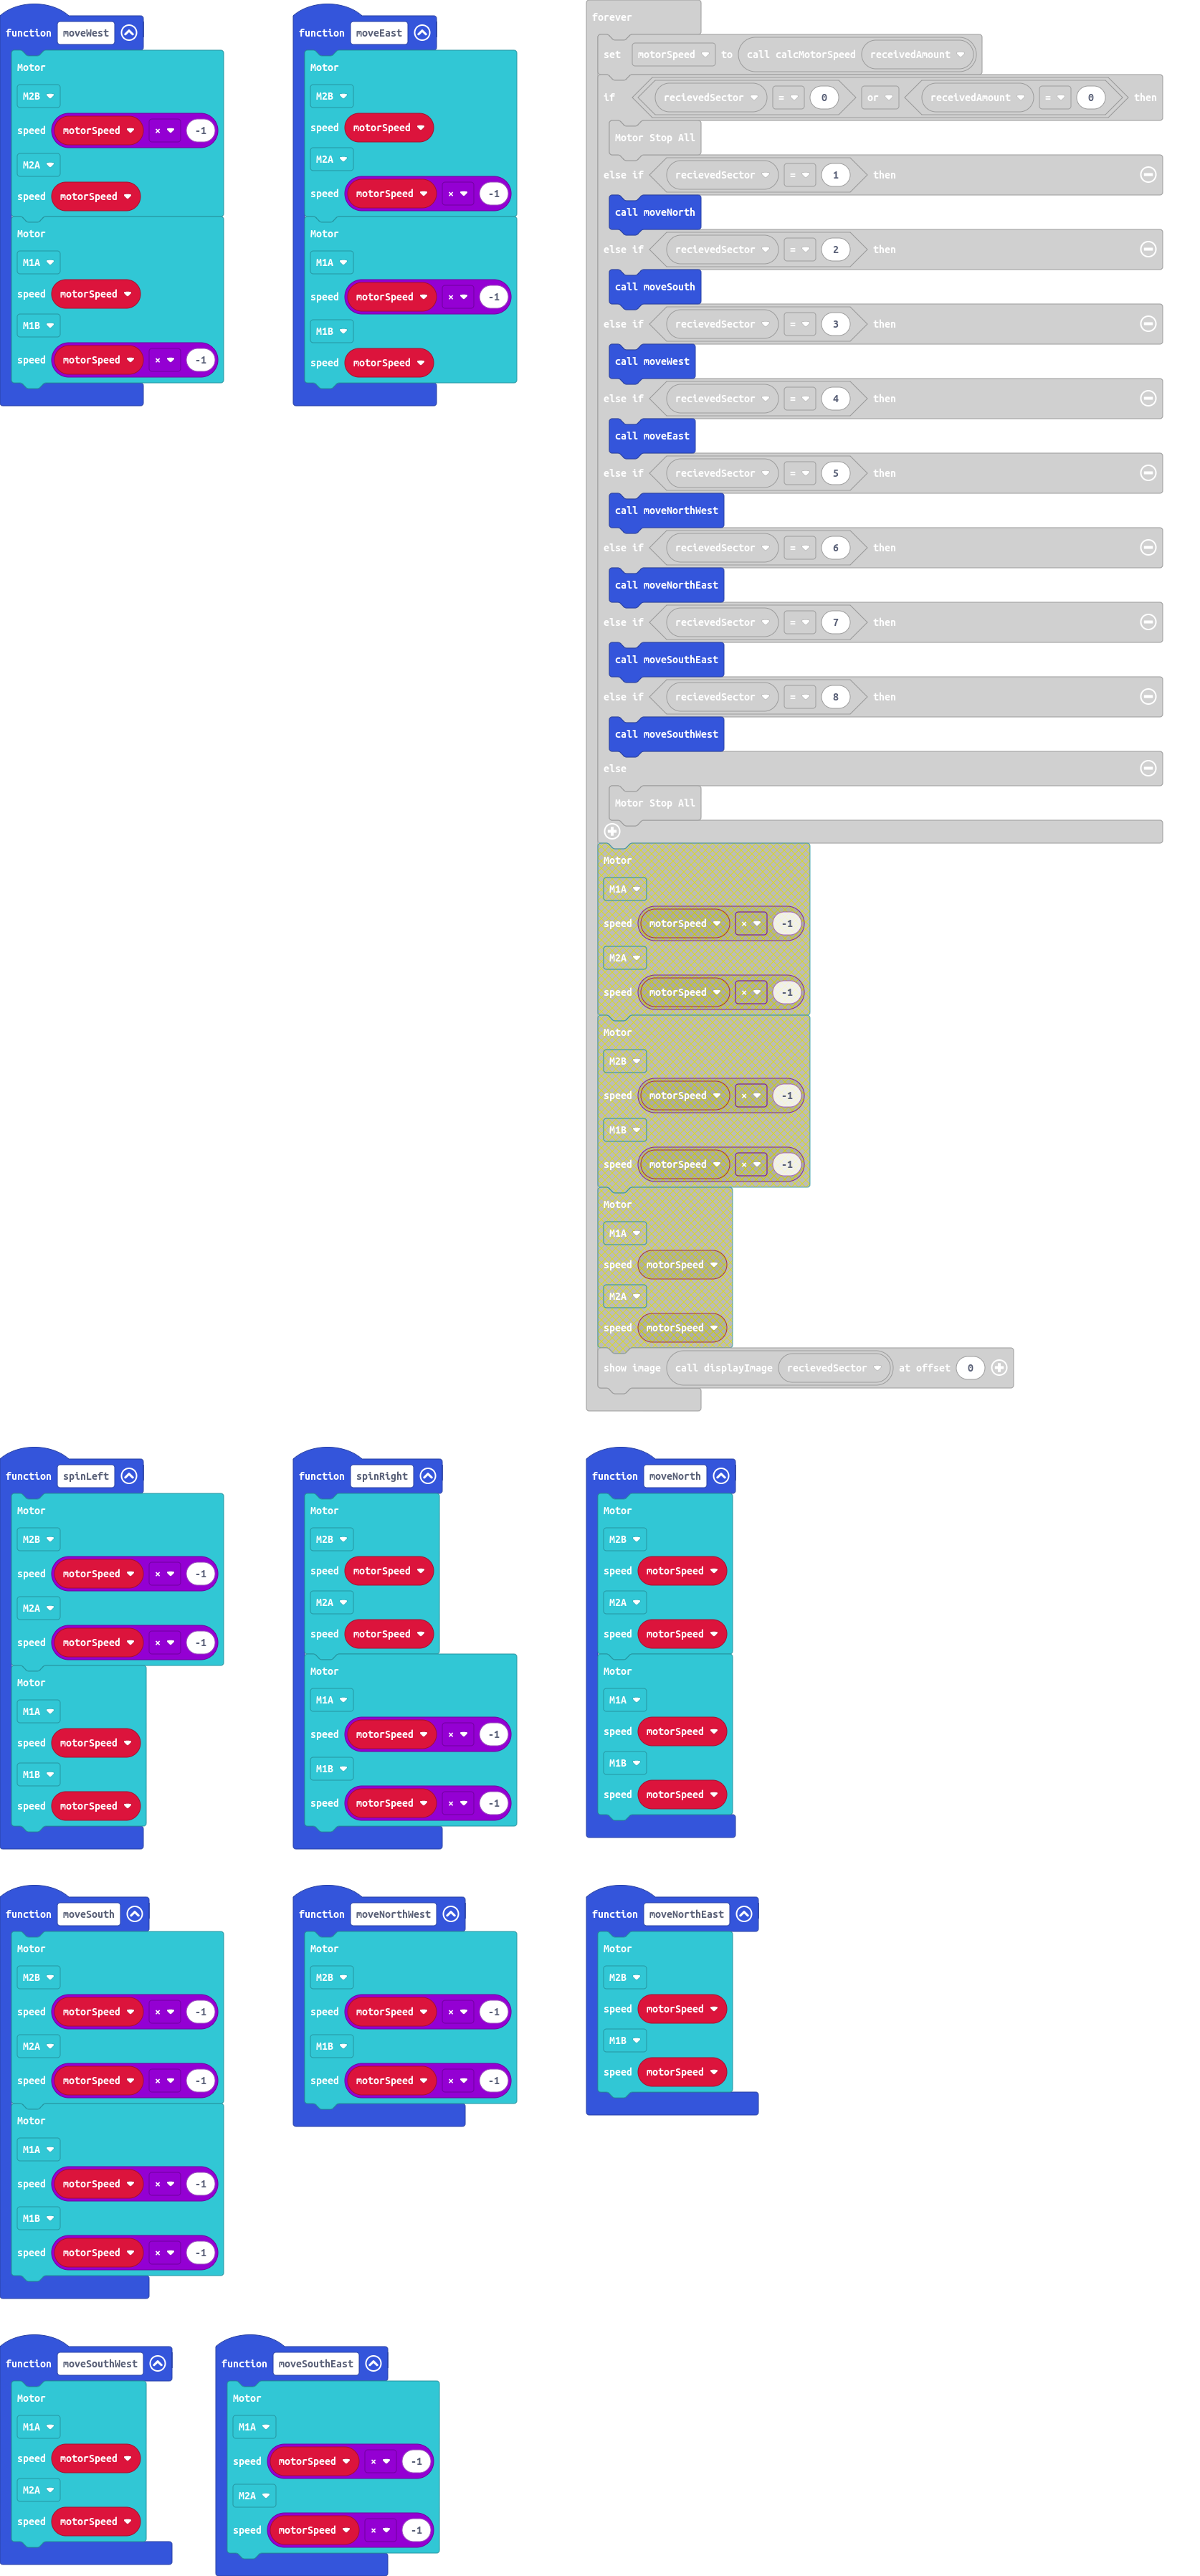 function moveWest
Motor
M2B
speed motorSpeed × -1
M2A
speed motorSpeed
Motor
M1A
speed motorSpeed
M1B
speed motorSpeed × -1
function moveEast
Motor
M2B
speed motorSpeed
M2A
speed motorSpeed × -1
Motor
M1A
speed motorSpeed × -1
M1B
speed motorSpeed
forever
set motorSpeed to call calcMotorSpeed receivedAmount
if recievedSector = 0 or receivedAmount = 0 then
Motor Stop All
else if recievedSector = 1 then
call moveNorth
else if recievedSector = 2 then
call moveSouth
else if recievedSector = 3 then
call moveWest
else if recievedSector = 4 then
call moveEast
else if recievedSector = 5 then
call moveNorthWest
else if recievedSector = 6 then
call moveNorthEast
else if recievedSector = 7 then
call moveSouthEast
else if recievedSector = 8 then
call moveSouthWest
else
Motor Stop All
Motor
M1A
speed motorSpeed × -1
M2A
speed motorSpeed × -1
Motor
M2B
speed motorSpeed × -1
M1B
speed motorSpeed × -1
Motor
M1A
speed motorSpeed
M2A
speed motorSpeed
show image call displayImage recievedSector at offset 0
function spinLeft
Motor
M2B
speed motorSpeed × -1
M2A
speed motorSpeed × -1
Motor
M1A
speed motorSpeed
M1B
speed motorSpeed
function spinRight
Motor
M2B
speed motorSpeed
M2A
speed motorSpeed
Motor
M1A
speed motorSpeed × -1
M1B
speed motorSpeed × -1
function moveNorth
Motor
M2B
speed motorSpeed
M2A
speed motorSpeed
Motor
M1A
speed motorSpeed
M1B
speed motorSpeed
function moveSouth
Motor
M2B
speed motorSpeed × -1
M2A
speed motorSpeed × -1
Motor
M1A
speed motorSpeed × -1
M1B
speed motorSpeed × -1
function moveNorthWest
Motor
M2B
speed motorSpeed × -1
M1B
speed motorSpeed × -1
function moveNorthEast
Motor
M2B
speed motorSpeed
M1B
speed motorSpeed
function moveSouthWest
Motor
M1A
speed motorSpeed
M2A
speed motorSpeed
function moveSouthEast
Motor
M1A
speed motorSpeed × -1
M2A
speed motorSpeed × -1